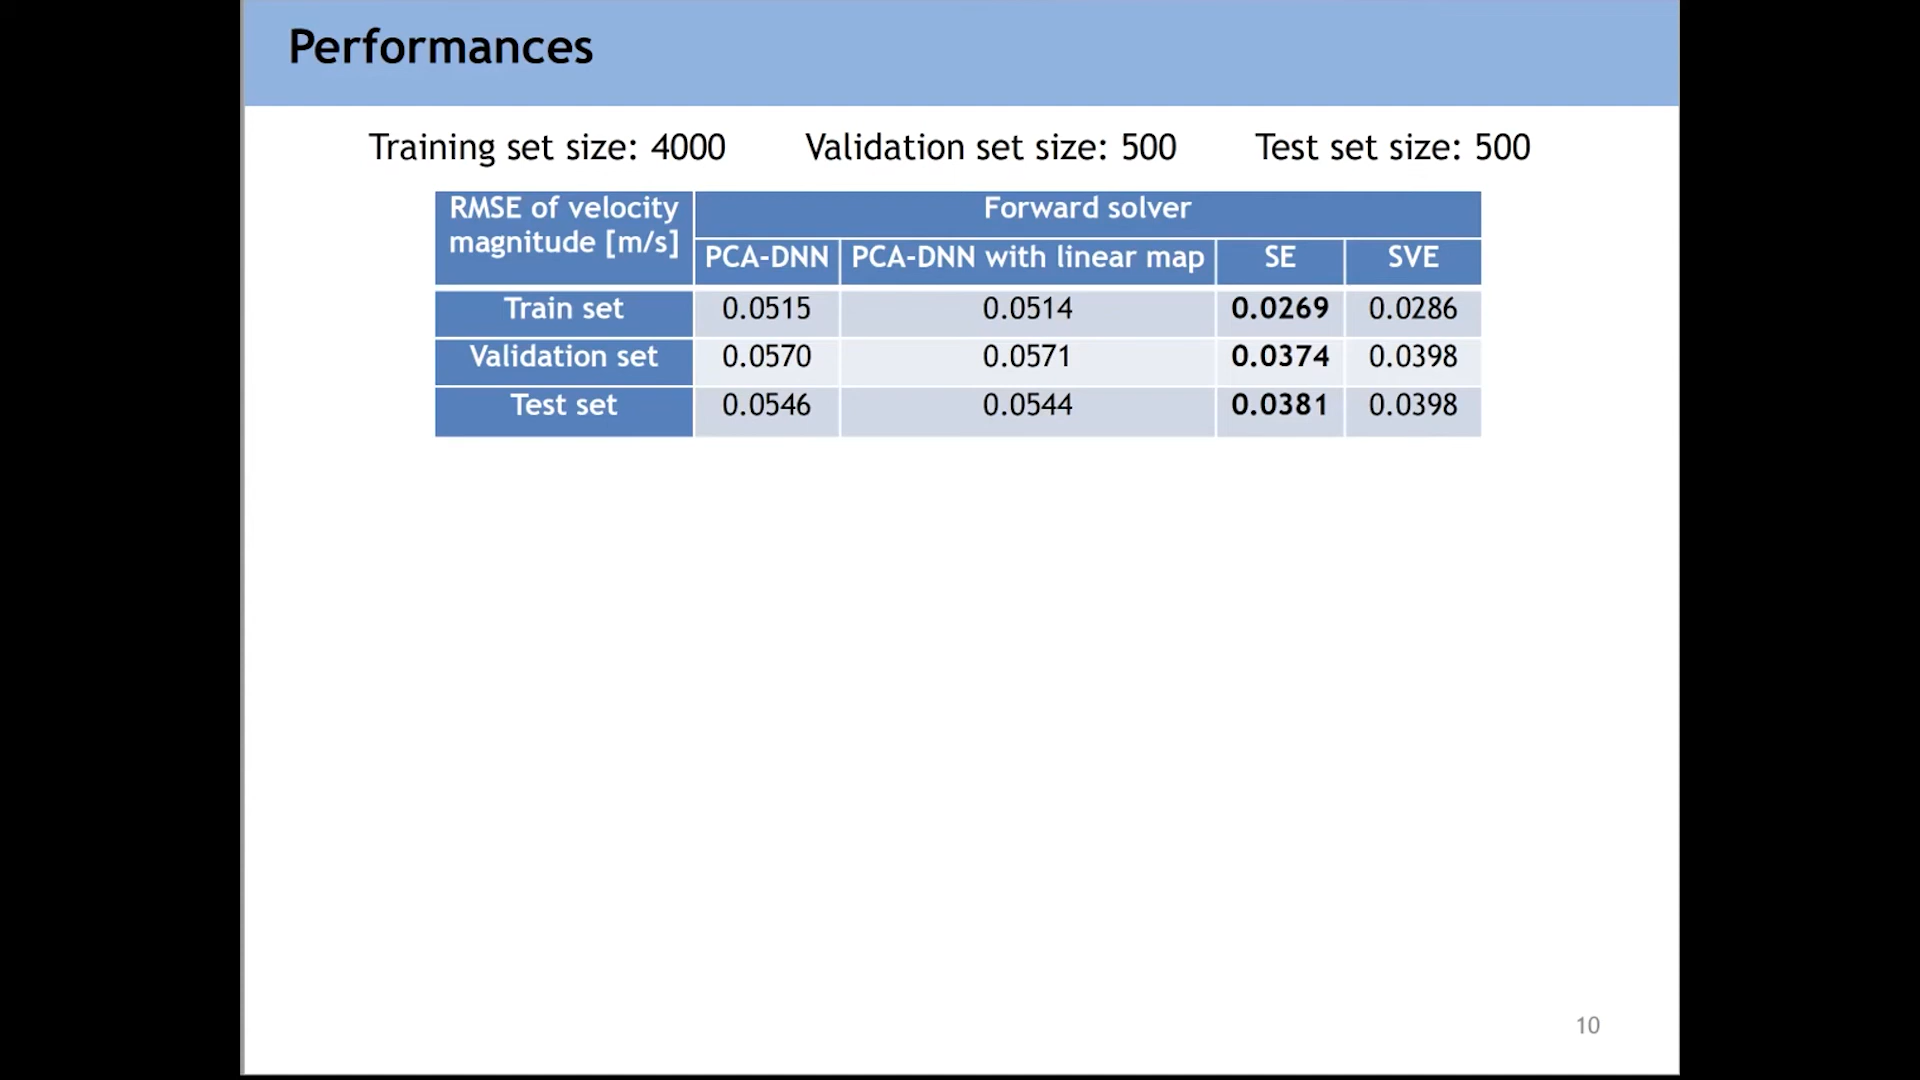 Performances
Training set size: 4000 Validation set size: 500 Test set size: 500
RMSE of velocity magnitude [m/s] Forward solver
PCA-DNN PCA-DNN with linear map SE SVE
Train set 0.0515 0.0514 0.0269 0.0286
Validation set 0.0570 0.0571 0.0374 0.0398
Test set 0.0546 0.0544 0.0381 0.0398
10